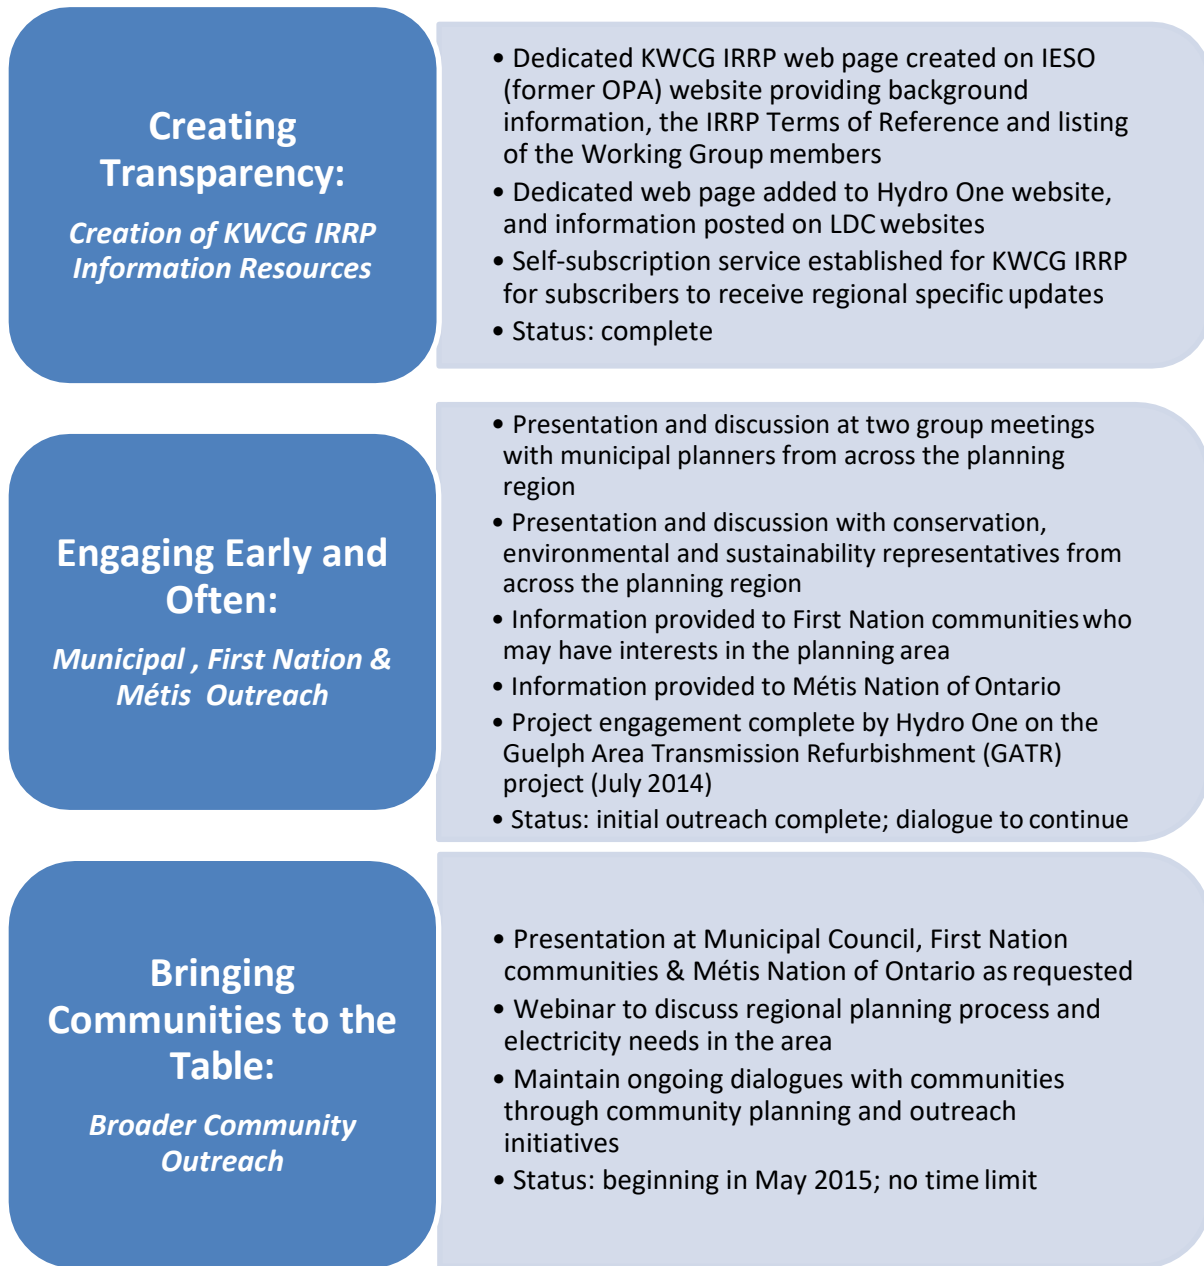 Creating
Transparency:
Creation of KWCG IRRP
Information Resources
• Dedicated KWCG IRRP web page created on IESO
(former OPA) website providing background
information, the IRRP Terms of Reference and listing
of the Working Group members
• Dedicated web page added to Hydro One website,
and information posted on LDC websites
• Self-subscription service established for KWCG IRRP
for subscribers to receive regional specific updates
• Status: complete
Engaging Early and
Often:
Municipal , First Nation &
Métis Outreach
• Presentation and discussion at two group meetings
with municipal planners from across the planning
region
• Presentation and discussion with conservation,
environmental and sustainability representatives from
across the planning region
• Information provided to First Nation communities who
may have interests in the planning area
• Information provided to Métis Nation of Ontario
• Project engagement complete by Hydro One on the
Guelph Area Transmission Refurbishment (GATR)
project (July 2014)
• Status: initial outreach complete; dialogue to continue
Bringing
Communities to the
Table:
Broader Community
Outreach
• Presentation at Municipal Council, First Nation
communities & Métis Nation of Ontario as requested
• Webinar to discuss regional planning process and
electricity needs in the area
• Maintain ongoing dialogues with communities
through community planning and outreach
initiatives
• Status: beginning in May 2015; no time limit